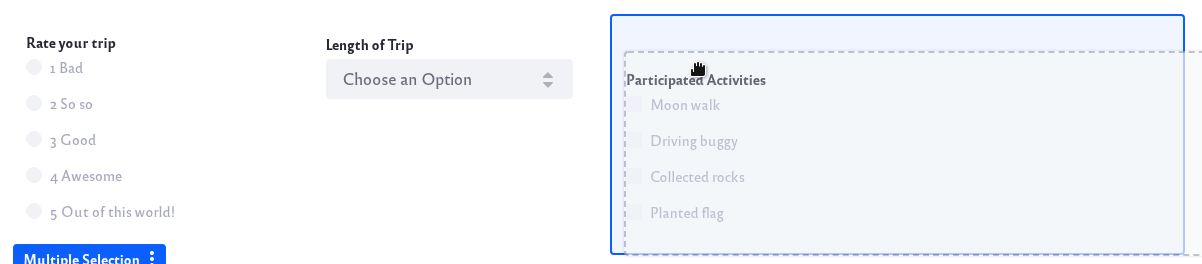 Rate your trip
1 Bad
2 So so
3 Good
4 Awesome
5 Out of this world!
Multiple Selection
Length of Trip
Choose an Option
Participated Activities
Moon walk
Driving buggy
Collected rocks
Planted flag